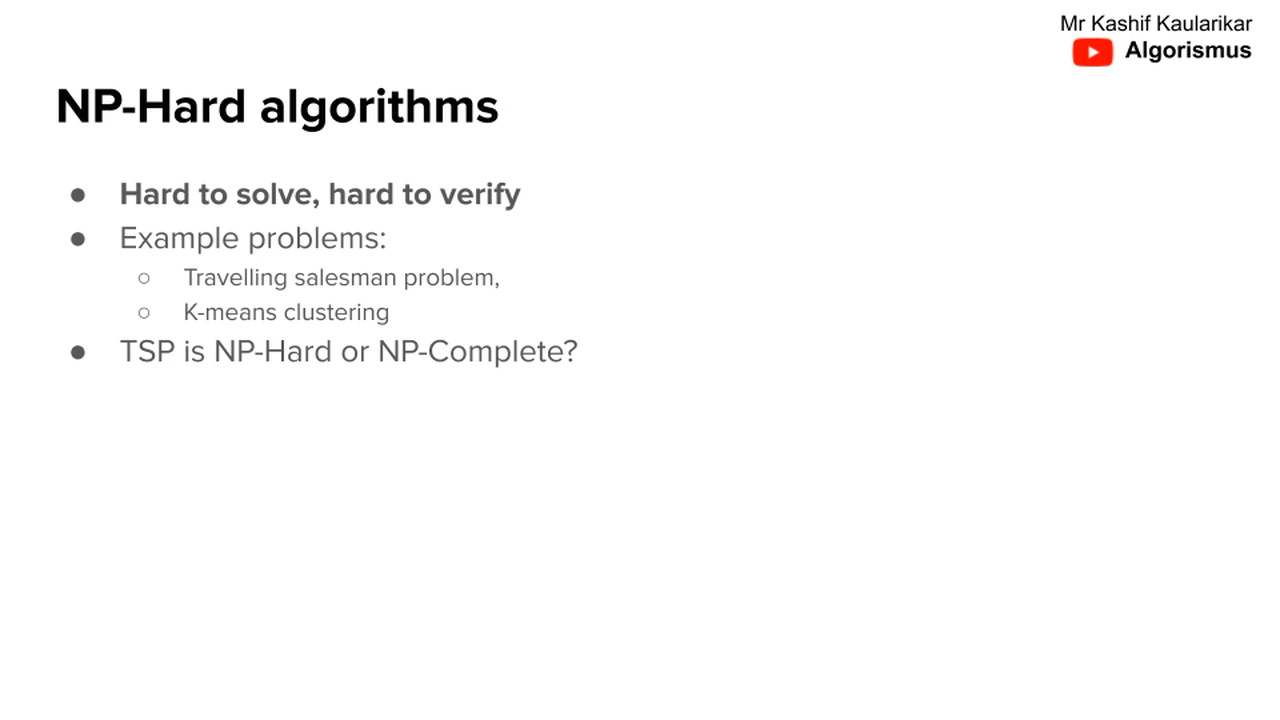 Mr Kashif Kaularikar
Algorismus
NP-Hard algorithms
● Hard to solve, hard to verify
● Example problems:
○ Travelling salesman problem,
○ K-means clustering
● TSP is NP-Hard or NP-Complete?